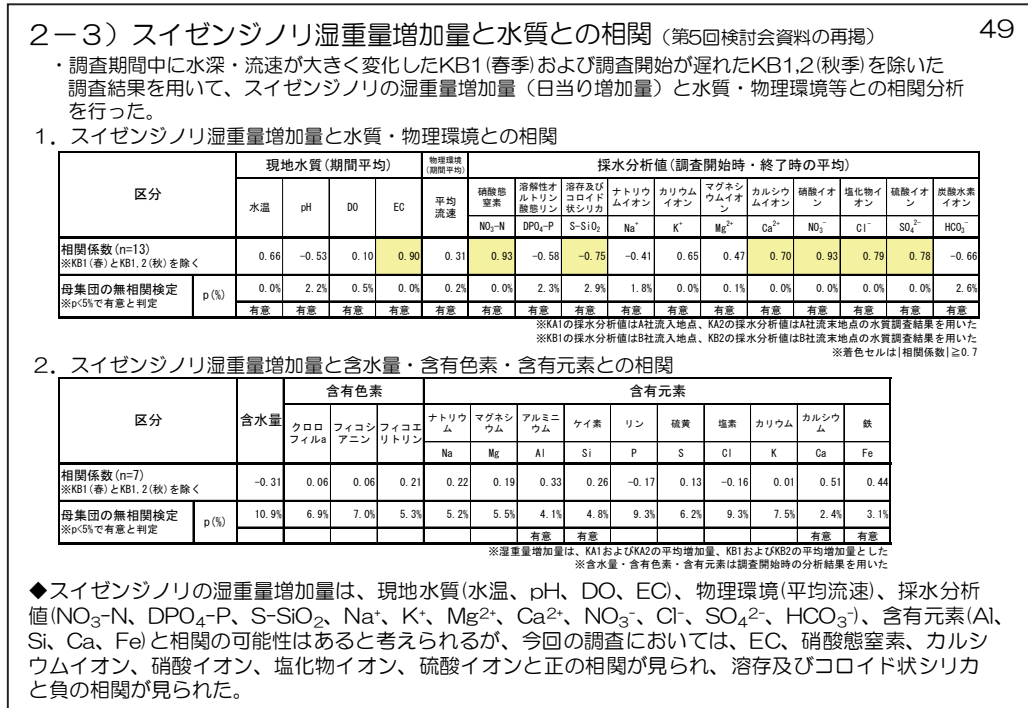 2－3）スイゼンジノリ湿重量増加量と水質との相関（第5回検討会資料の再掲）
49
・調査期間中に水深・流速が大きく変化したKB1(春季)および調査開始が遅れたKB1,2(秋季)を除いた
調査結果を用いて、スイゼンジノリの湿重量増加量（日当り増加量）と水質・物理環境等との相関分析
を行った。
1．スイゼンジノリ湿重量増加量と水質・物理環境との相関
区分 現地水質(期間平均) 物理環境(期間平均) 採水分析値(調査開始時・終了時の平均)
水温 pH DO EC 平均流速 硝酸態窒素 溶解性オルトリン酸態リン 溶存及びコロイド状シリカ ナトリウムイオン カリウムイオン マグネシウムイオン カルシウムイオン 硝酸イオン 塩化物イオン 硫酸イオン 炭酸水素イオン
NO₃-N DPO₄-P S-SiO₂ Na⁺ K⁺ Mg²⁺ Ca²⁺ NO₃⁻ Cl⁻ SO₄²⁻ HCO₃⁻
相関係数(n=13)
※KB1(春)とKB1,2(秋)を除く
0.66 -0.53 0.10 0.90 0.31 0.93 -0.58 -0.75 -0.41 0.65 0.47 0.70 0.93 0.79 0.78 -0.66
母集団の無相関検定
※p<5%で有意と判定
p(%) 0.0% 2.2% 0.5% 0.0% 0.2% 0.0% 2.3% 2.9% 1.8% 0.0% 0.1% 0.0% 0.0% 0.0% 0.0% 2.6%
有意 有意 有意 有意 有意 有意 有意 有意 有意 有意 有意 有意 有意 有意 有意 有意
※KA1の採水分析値はA社流入地点、KA2の採水分析値はA社流末地点の水質調査結果を用いた
※KB1の採水分析値はB社流入地点、KB2の採水分析値はB社流末地点の水質調査結果を用いた
※着色セルは|相関係数|≧0.7
2．スイゼンジノリ湿重量増加量と含水量・含有色素・含有元素との相関
区分 含水量 含有色素 含有元素
クロロフィルa フィコシアニン フィコエリトリン ナトリウム マグネシウム アルミニウム ケイ素 リン 硫黄 塩素 カリウム カルシウム 鉄
Na Mg Al Si P S Cl K Ca Fe
相関係数(n=7)
※KB1(春)とKB1,2(秋)を除く
-0.31 0.06 0.06 0.21 0.22 0.19 0.33 0.26 -0.17 0.13 -0.16 0.01 0.51 0.44
母集団の無相関検定
※p<5%で有意と判定
p(%) 10.9% 6.9% 7.0% 5.3% 5.2% 5.5% 4.1% 4.8% 9.3% 6.2% 9.3% 7.5% 2.4% 3.1%
有意 有意 有意 有意
※湿重量増加量は、KA1およびKA2の平均増加量、KB1およびKB2の平均増加量とした
※含水量・含有色素・含有元素は調査開始時の分析結果を用いた
◆スイゼンジノリの湿重量増加量は、現地水質(水温、pH、DO、EC)、物理環境(平均流速)、採水分析
値(NO₃-N、DPO₄-P、S-SiO₂、Na⁺、K⁺、Mg²⁺、Ca²⁺、NO₃⁻、Cl⁻、SO₄²⁻、HCO₃⁻)、含有元素(Al、
Si、Ca、Fe)と相関の可能性はあると考えられるが、今回の調査においては、EC、硝酸態窒素、カルシ
ウムイオン、硝酸イオン、塩化物イオン、硫酸イオンと正の相関が見られ、溶存及びコロイド状シリカ
と負の相関が見られた。